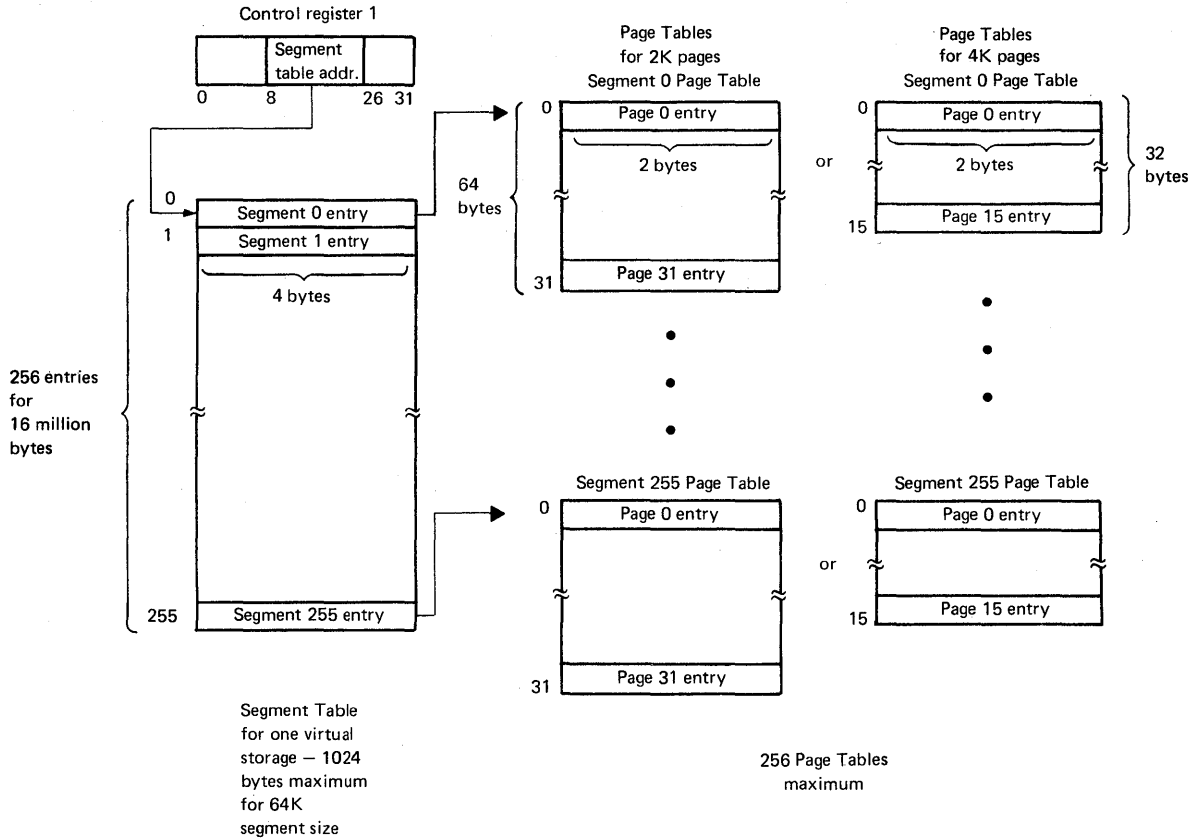 Control register 1
Segment
table addr.
0 8 26 31
Page Tables
for 2K pages
Segment 0 Page Table
0
Page 0 entry
2 bytes
64
bytes
31
Page 31 entry
or
Page Tables
for 4K pages
Segment 0 Page Table
0
Page 0 entry
2 bytes
32
bytes
15
Page 15 entry
0
Segment 0 entry
1
Segment 1 entry
4 bytes
256 entries
for
16 million
bytes
255
Segment 255 entry
Segment 255 Page Table
0
Page 0 entry
31
Page 31 entry
or
Segment 255 Page Table
0
Page 0 entry
15
Page 15 entry
Segment Table
for one virtual
storage — 1024
bytes maximum
for 64K
segment size
256 Page Tables
maximum